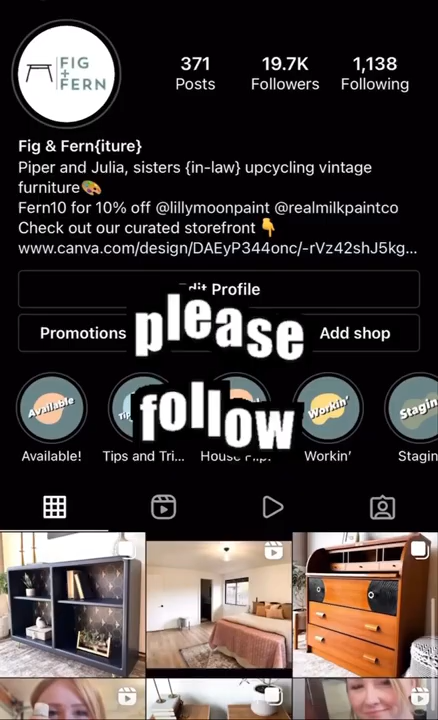 FIG
+
FERN
371
19.7K
1,138
Posts
Followers
Following
Fig & Fern{iture}
Piper and Julia, sisters {in-law} upcycling vintage
furniture🎨
Fern10 for 10% off @lillymoonpaint @realmilkpaintco
Check out our curated storefront 👇
www.canva.com/design/DAEyP344onc/-rVz42shJ5kg...
Profile
please
Promotions
Add shop
follow
Available
Workin'
Available!
Tips and Tri...
House Flip!
Workin'